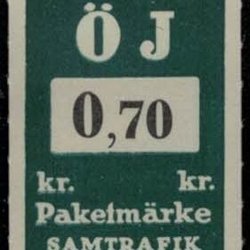 Ö J
0,70
kr. kr.
Paketmärke
SAMTRAFIK